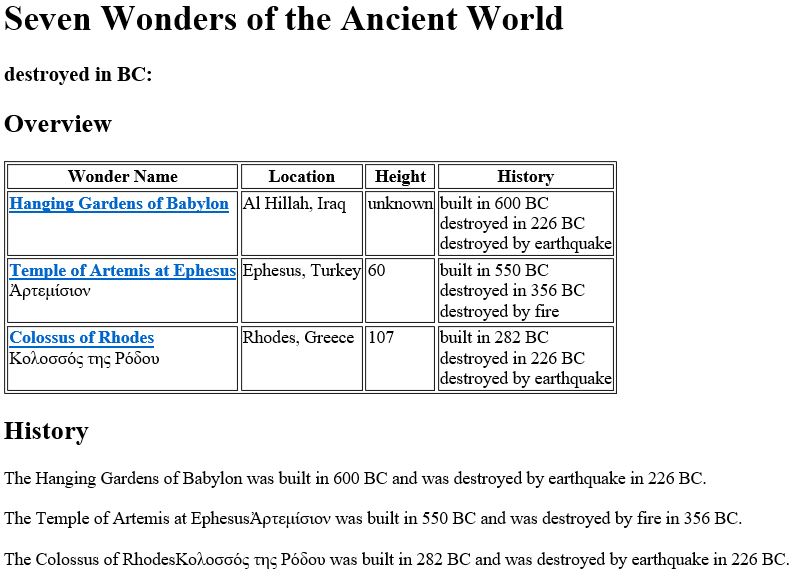 Seven Wonders of the Ancient World
destroyed in BC:
Overview
Wonder Name Location Height History
Hanging Gardens of Babylon Al Hillah, Iraq unknown built in 600 BC
destroyed in 226 BC
destroyed by earthquake
Temple of Artemis at Ephesus Ephesus, Turkey 60 built in 550 BC
Ἀρτεμίσιον destroyed in 356 BC
destroyed by fire
Colossus of Rhodes Rhodes, Greece 107 built in 282 BC
Κολοσσός της Ρόδου destroyed in 226 BC
destroyed by earthquake
History
The Hanging Gardens of Babylon was built in 600 BC and was destroyed by earthquake in 226 BC.
The Temple of Artemis at EphesusἈρτεμίσιον was built in 550 BC and was destroyed by fire in 356 BC.
The Colossus of RhodesΚολοσσός της Ρόδου was built in 282 BC and was destroyed by earthquake in 226 BC.